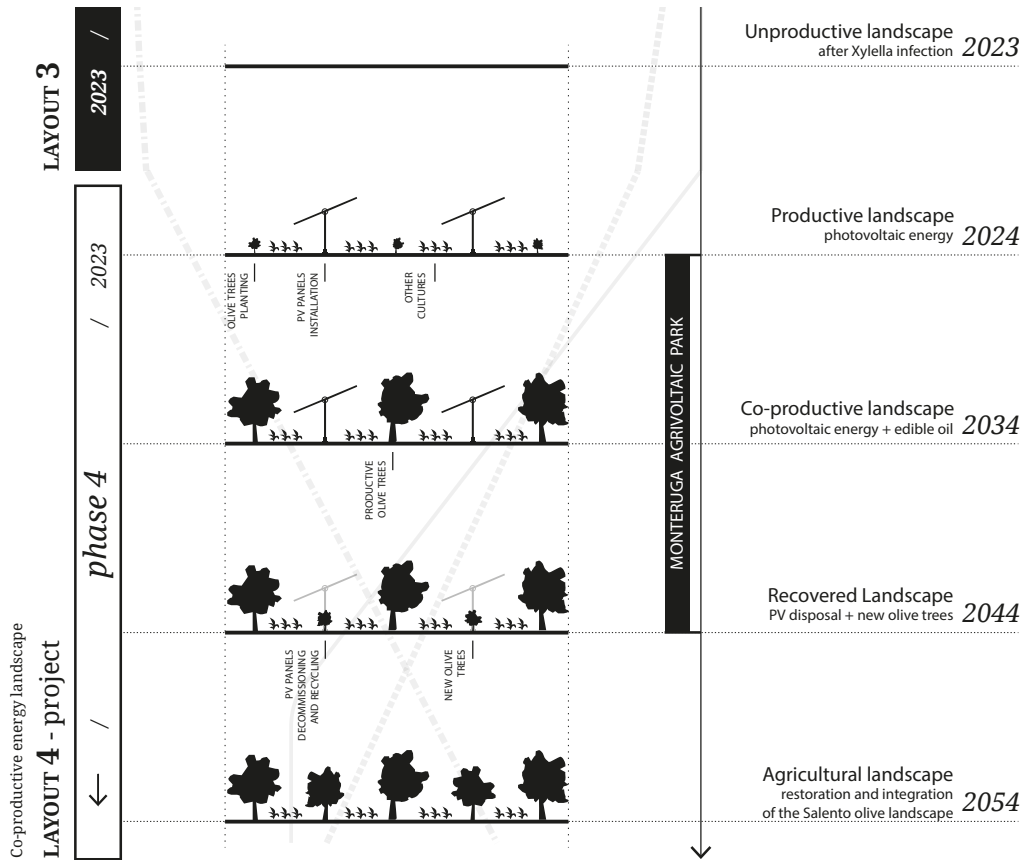 LAYOUT 3
/ 2023 /
Co-productive energy landscape
LAYOUT 4 - project
/ phase 4 / 2023
Unproductive landscape
after Xylella infection
2023
OLIVE TREES
PLANTING
PV PANELS
INSTALLATION
OTHER
CULTURES
Productive landscape
photovoltaic energy
2024
MONTERUGA AGRIVOLTAIC PARK
PRODUCTIVE
OLIVE TREES
Co-productive landscape
photovoltaic energy + edible oil
2034
PV PANELS
DECOMMISSIONING
AND RECYCLING
NEW OLIVE
TREES
Recovered Landscape
PV disposal + new olive trees
2044
Agricultural landscape
restoration and integration
of the Salento olive landscape
2054